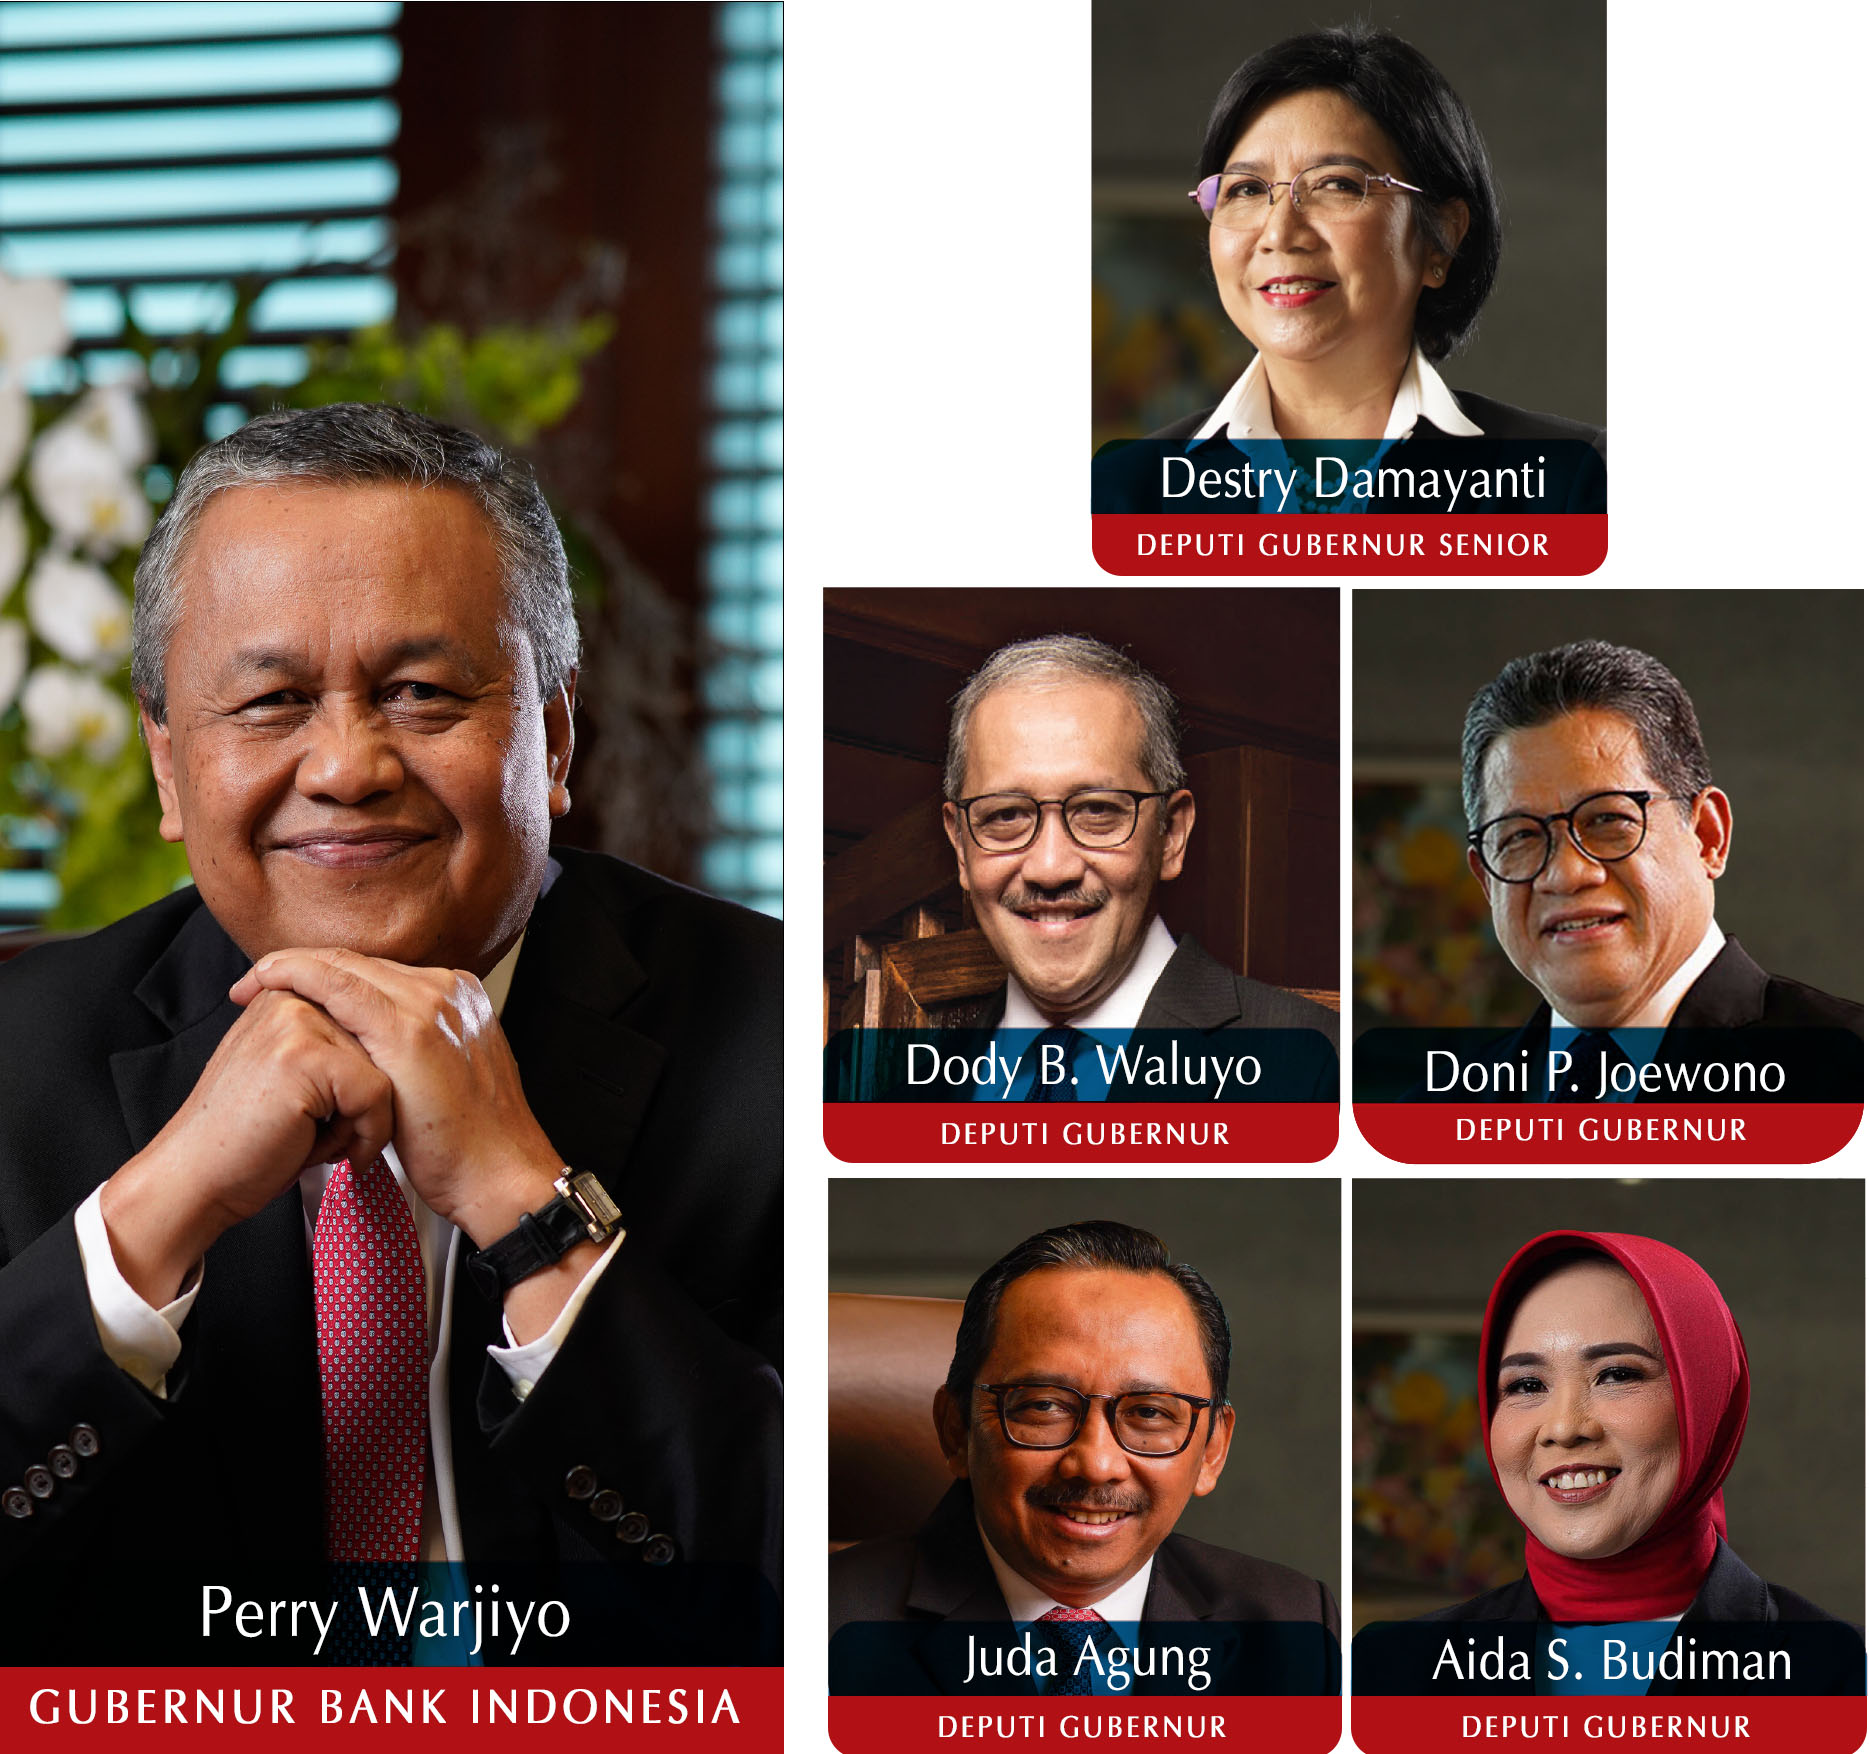 Perry Warjiyo
GUBERNUR BANK INDONESIA
Destry Damayanti
DEPUTI GUBERNUR SENIOR
Dody B. Waluyo
DEPUTI GUBERNUR
Doni P. Joewono
DEPUTI GUBERNUR
Juda Agung
DEPUTI GUBERNUR
Aida S. Budiman
DEPUTI GUBERNUR